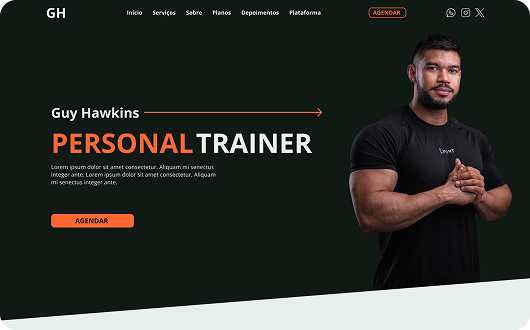 GH
Início Serviços Sobre Planos Depoimentos Plataforma
AGENDAR
Guy Hawkins
PERSONAL TRAINER
Lorem ipsum dolor sit amet consectetur. Aliquam mi senectus
integer ante. Lorem ipsum dolor sit amet consectetur. Aliquam
mi senectus integer ante.
AGENDAR